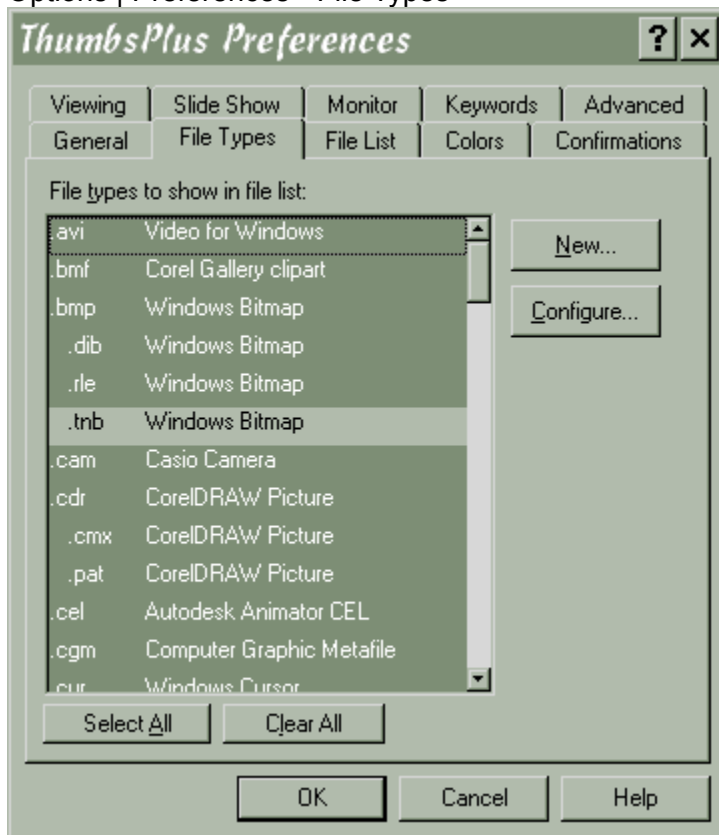 Options | Preferences - File Types
ThumbsPlus Preferences
Viewing Slide Show Monitor Keywords Advanced
General File Types File List Colors Confirmations
File types to show in file list:
.avi Video for Windows
.bmf Corel Gallery clipart
.bmp Windows Bitmap
.dib Windows Bitmap
.rle Windows Bitmap
.tnb Windows Bitmap
.cam Casio Camera
.cdr CorelDRAW Picture
.cmx CorelDRAW Picture
.pat CorelDRAW Picture
.cel Autodesk Animator CEL
.cgm Computer Graphic Metafile
.cur Windows Cursor
New...
Configure...
Select All Clear All
OK Cancel Help